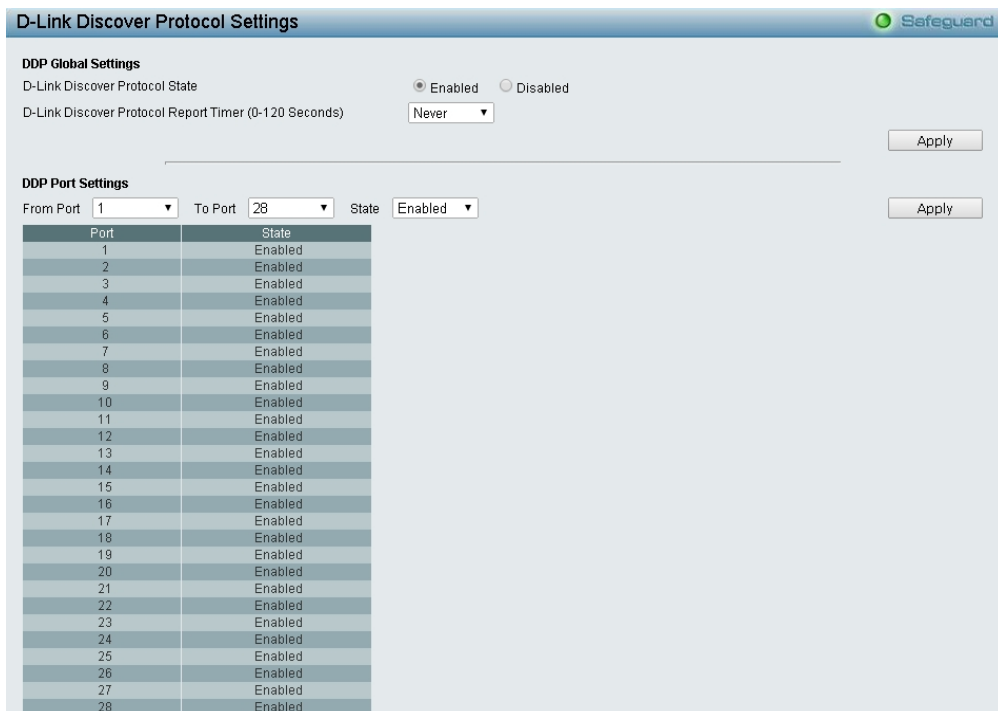 D-Link Discover Protocol Settings
Safeguard
DDP Global Settings
D-Link Discover Protocol State Enabled Disabled
D-Link Discover Protocol Report Timer (0-120 Seconds) Never
Apply
DDP Port Settings
From Port 1 To Port 28 State Enabled Apply
Port State
1 Enabled
2 Enabled
3 Enabled
4 Enabled
5 Enabled
6 Enabled
7 Enabled
8 Enabled
9 Enabled
10 Enabled
11 Enabled
12 Enabled
13 Enabled
14 Enabled
15 Enabled
16 Enabled
17 Enabled
18 Enabled
19 Enabled
20 Enabled
21 Enabled
22 Enabled
23 Enabled
24 Enabled
25 Enabled
26 Enabled
27 Enabled
28 Enabled